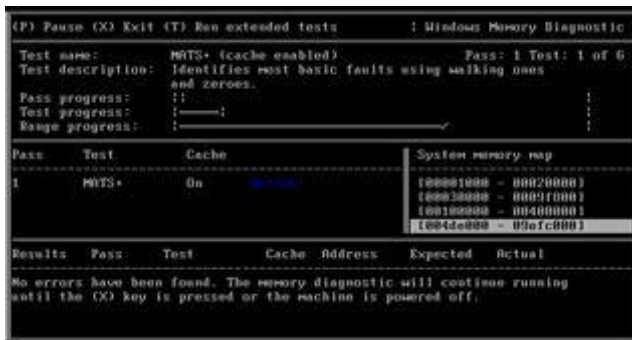 (P) Pause (X) Exit (T) Run extended tests Windows Memory Diagnostic
Test name: MATS+ (cache enabled) Pass: 1 Test: 1 of 6
Test description: Identifies most basic faults using walking ones
and zeroes.
Pass progress:
Test progress:
Range progress:
Pass Test Cache System memory map
1 MATS+ On
[00001000 - 00020000]
[00030000 - 0009f800]
[00100000 - 00400000]
[004de000 - 09efc000]
Results Pass Test Cache Address Expected Actual
No errors have been found. The memory diagnostic will continue running
until the (X) key is pressed or the machine is powered off.